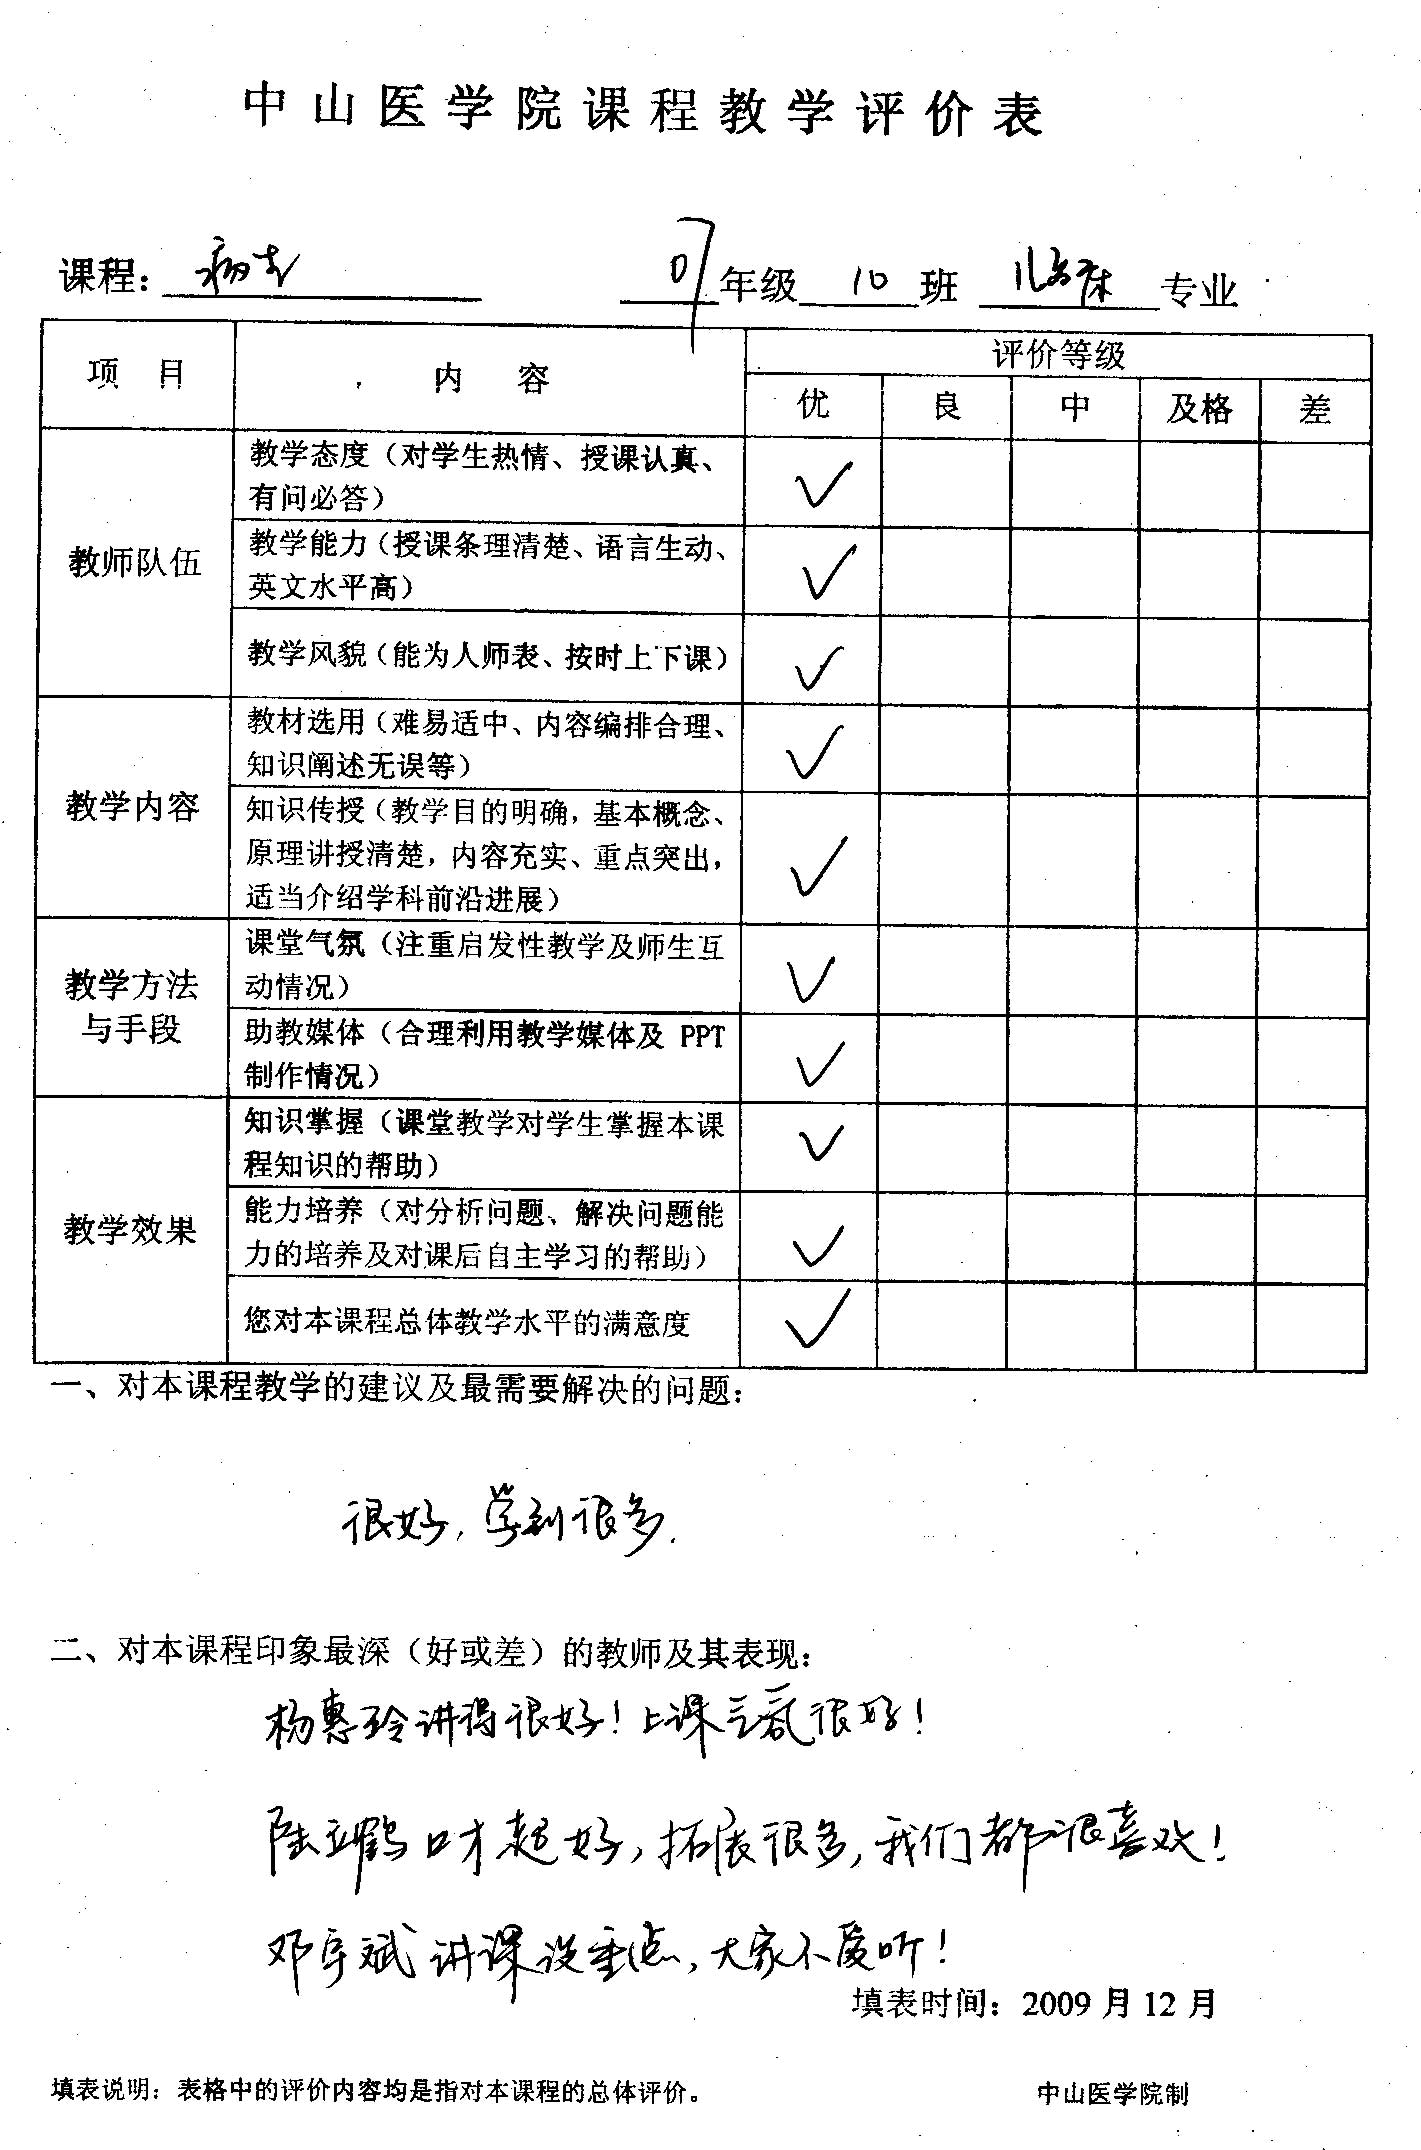 中山医学院课程教学评价表
课程： 07年级 10 班 临床 专业
项 目 内 容 评价等级
优 良 中 及格 差
教师队伍
教学态度（对学生热情、授课认真、
有问必答） ✓
教学能力（授课条理清楚、语言生动、
英文水平高） ✓
教学风貌（能为人师表、按时上下课） ✓
教学内容
教材选用（难易适中、内容编排合理、
知识阐述无误等） ✓
知识传授（教学目的明确，基本概念、
原理讲授清楚，内容充实、重点突出，
适当介绍学科前沿进展） ✓
教学方法
与手段
课堂气氛（注重启发性教学及师生互
动情况） ✓
助教媒体（合理利用教学媒体及 PPT
制作情况） ✓
教学效果
知识掌握（课堂教学对学生掌握本课
程知识的帮助） ✓
能力培养（对分析问题、解决问题能
力的培养及对课后自主学习的帮助） ✓
您对本课程总体教学水平的满意度 ✓
一、对本课程教学的建议及最需要解决的问题：
很好，学到很多.
二、对本课程印象最深（好或差）的教师及其表现：
杨惠玲讲得很好！上课气氛很好！
陆立鹤口才超好，拓展很多，我们都很喜欢！
邓宇斌讲课没重点，大家不爱听！
填表时间：2009 月 12 月
填表说明：表格中的评价内容均是指对本课程的总体评价。 中山医学院制